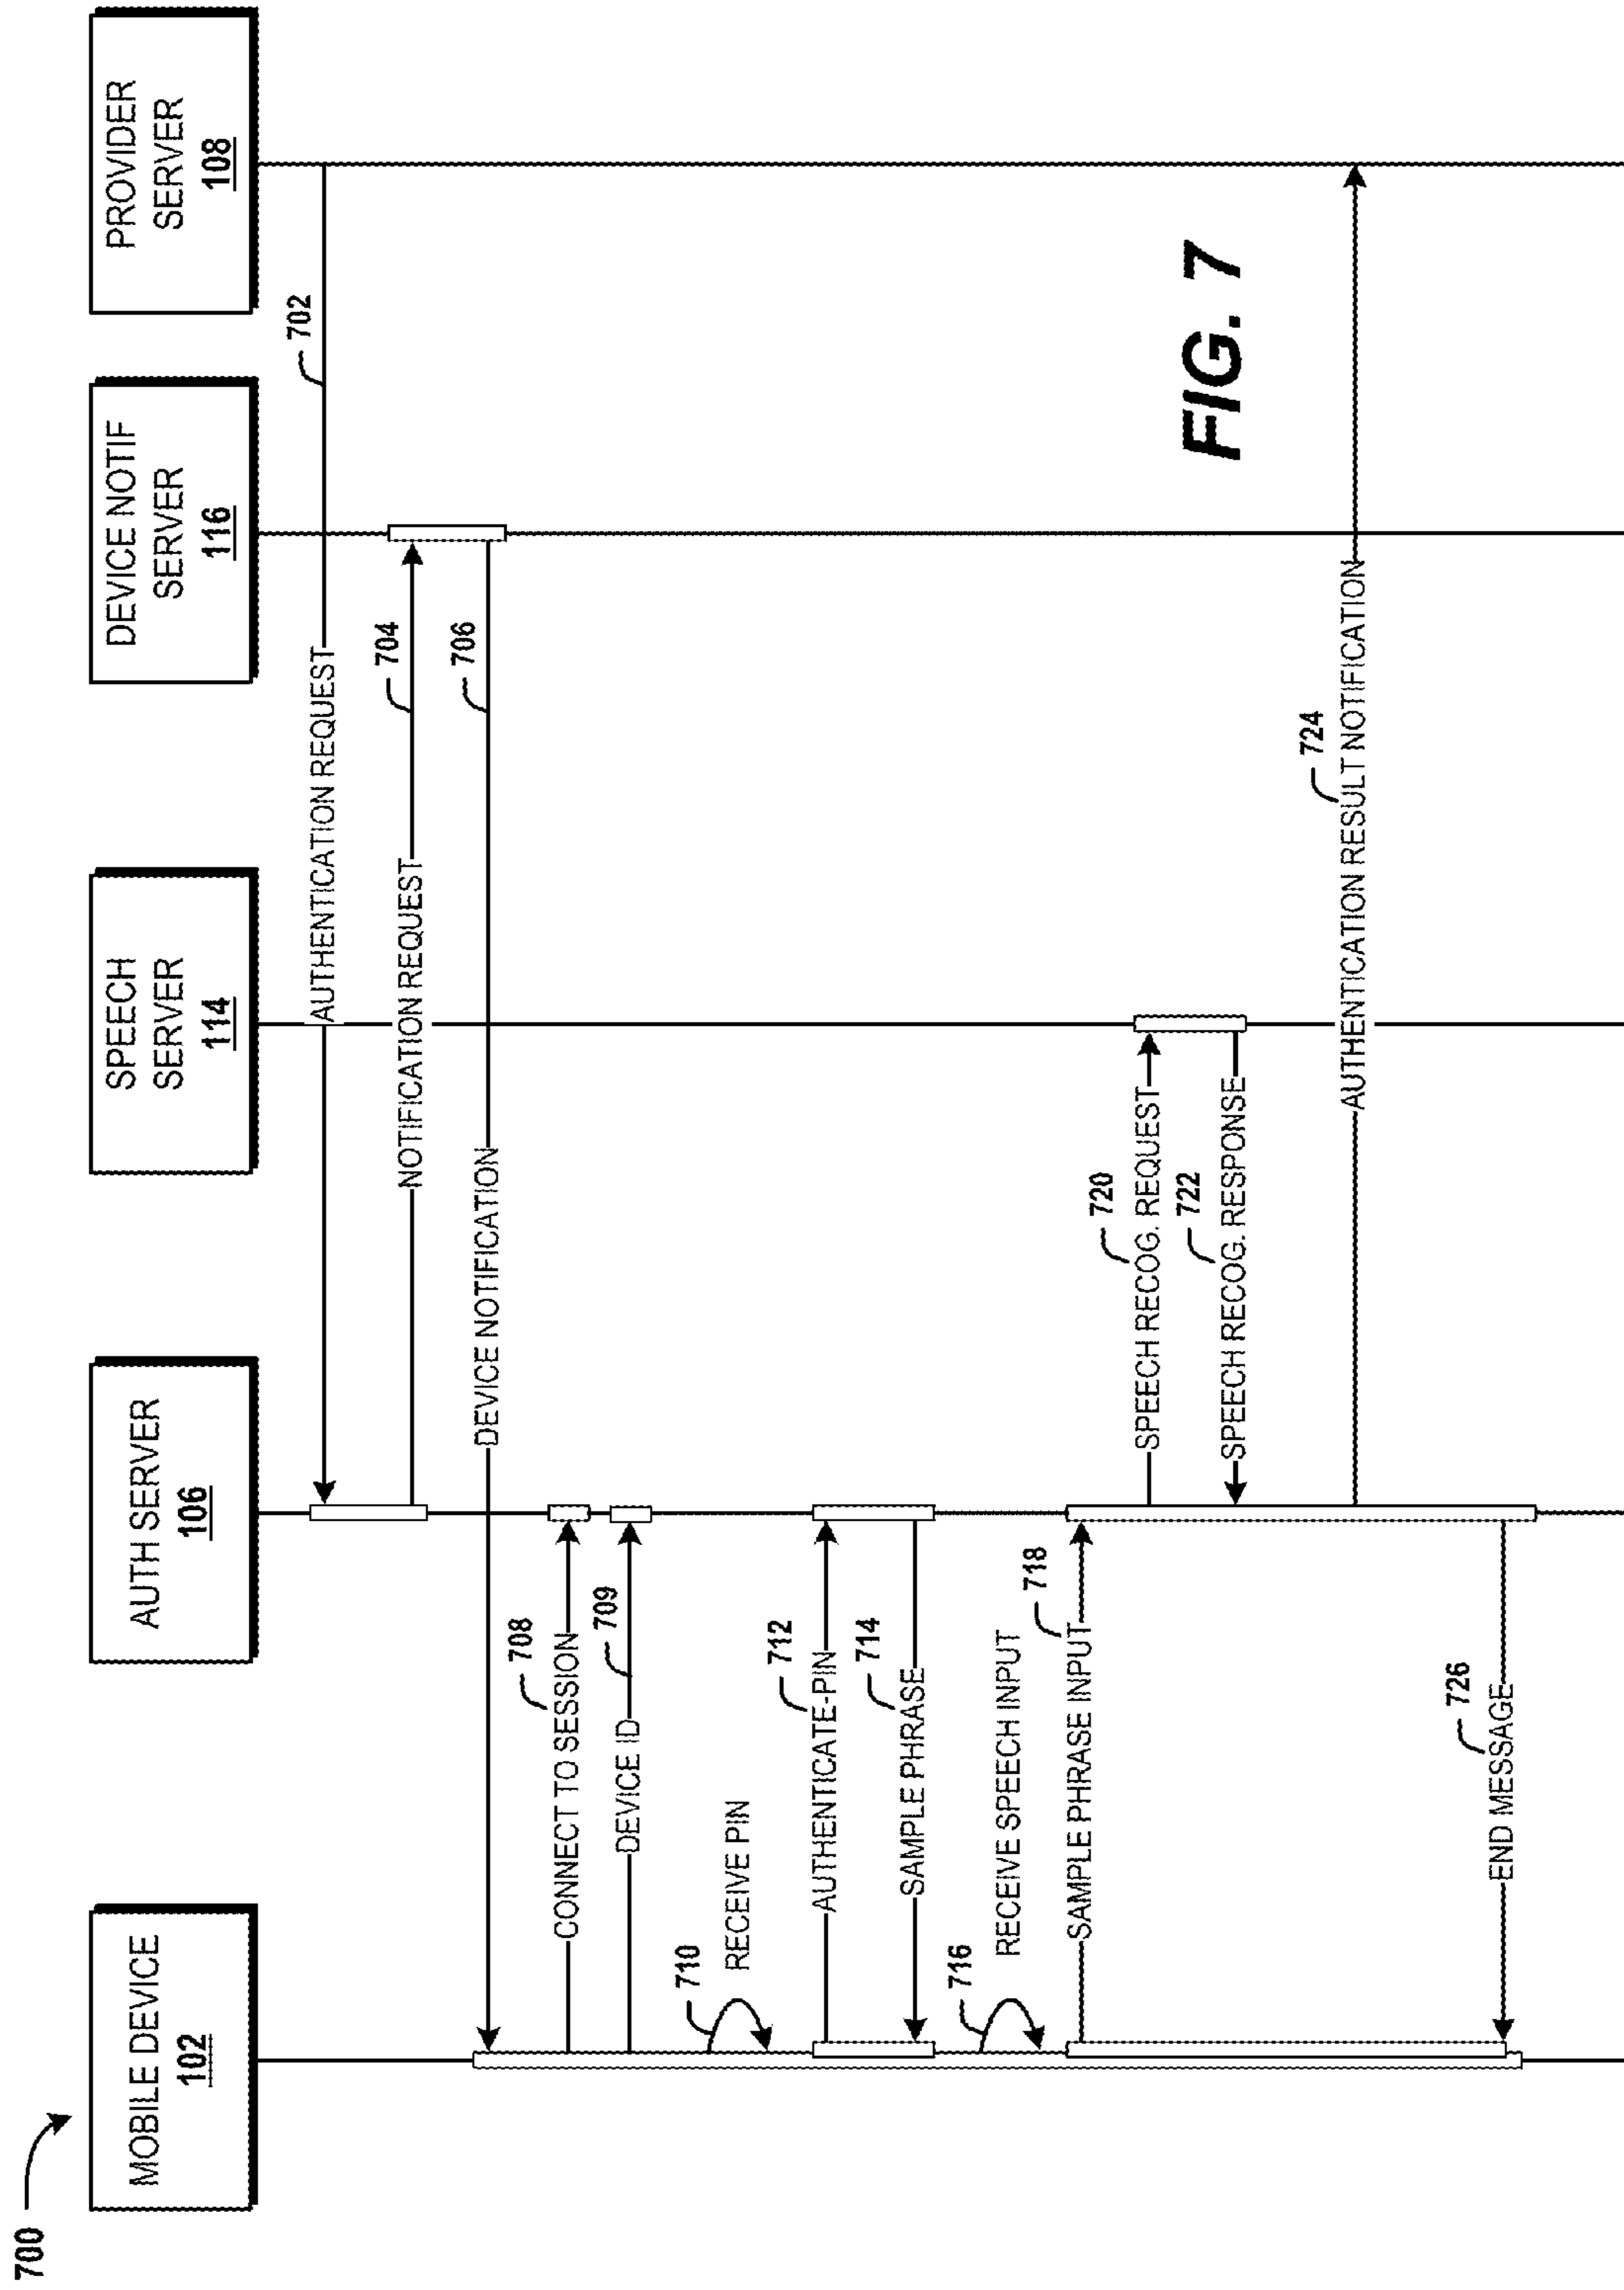 700
MOBILE DEVICE
102
AUTH SERVER
106
SPEECH
SERVER
114
DEVICE NOTIF
SERVER
116
PROVIDER
SERVER
108
702
AUTHENTICATION REQUEST
704
NOTIFICATION REQUEST
706
DEVICE NOTIFICATION
708
CONNECT TO SESSION
709
DEVICE ID
710
RECEIVE PIN
712
AUTHENTICATE-PIN
714
SAMPLE PHRASE
716
RECEIVE SPEECH INPUT
718
SAMPLE PHRASE INPUT
720
SPEECH RECOG. REQUEST
722
SPEECH RECOG. RESPONSE
724
AUTHENTICATION RESULT NOTIFICATION
726
END MESSAGE
FIG. 7